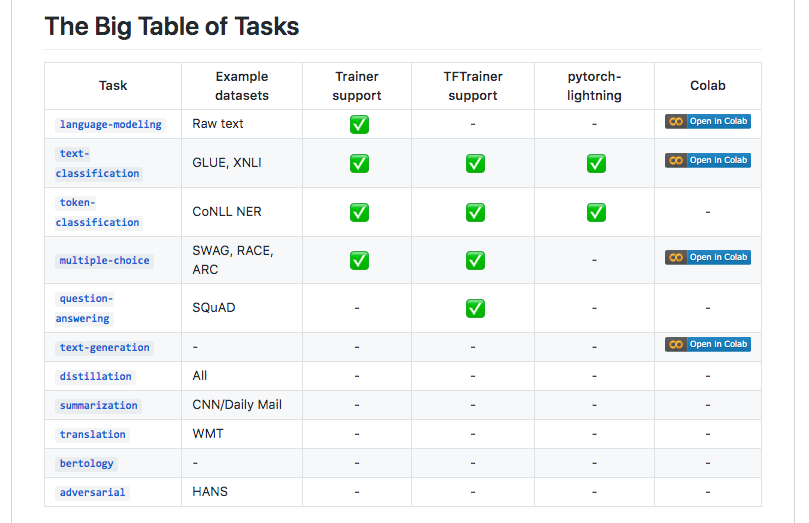 The Big Table of Tasks
Task Example datasets Trainer support TFTrainer support pytorch-lightning Colab
language-modeling Raw text ✅ - - Open in Colab
text-classification GLUE, XNLI ✅ ✅ ✅ Open in Colab
token-classification CoNLL NER ✅ ✅ ✅ -
multiple-choice SWAG, RACE, ARC ✅ ✅ - Open in Colab
question-answering SQuAD - ✅ - -
text-generation - - - - Open in Colab
distillation All - - - -
summarization CNN/Daily Mail - - - -
translation WMT - - - -
bertology - - - - -
adversarial HANS - - - -